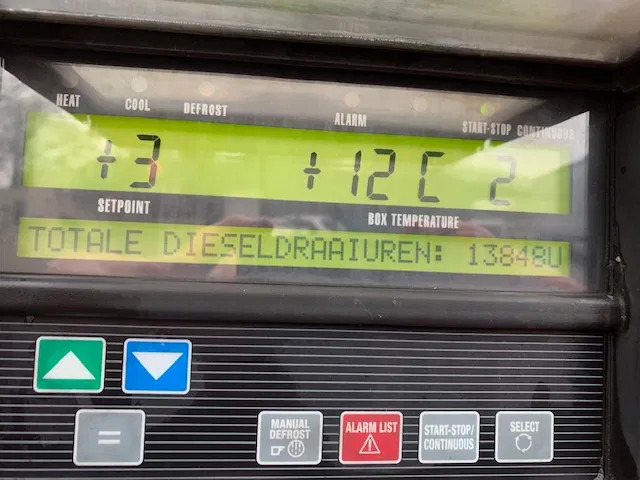 HEAT COOL DEFROST ALARM START-STOP CONTINUOUS
+3 +12C 2
SETPOINT BOX TEMPERATURE
TOTALE DIESELDRAAIUREN: 13848U
=
MANUAL DEFROST
ALARM LIST
START-STOP/ CONTINUOUS
SELECT